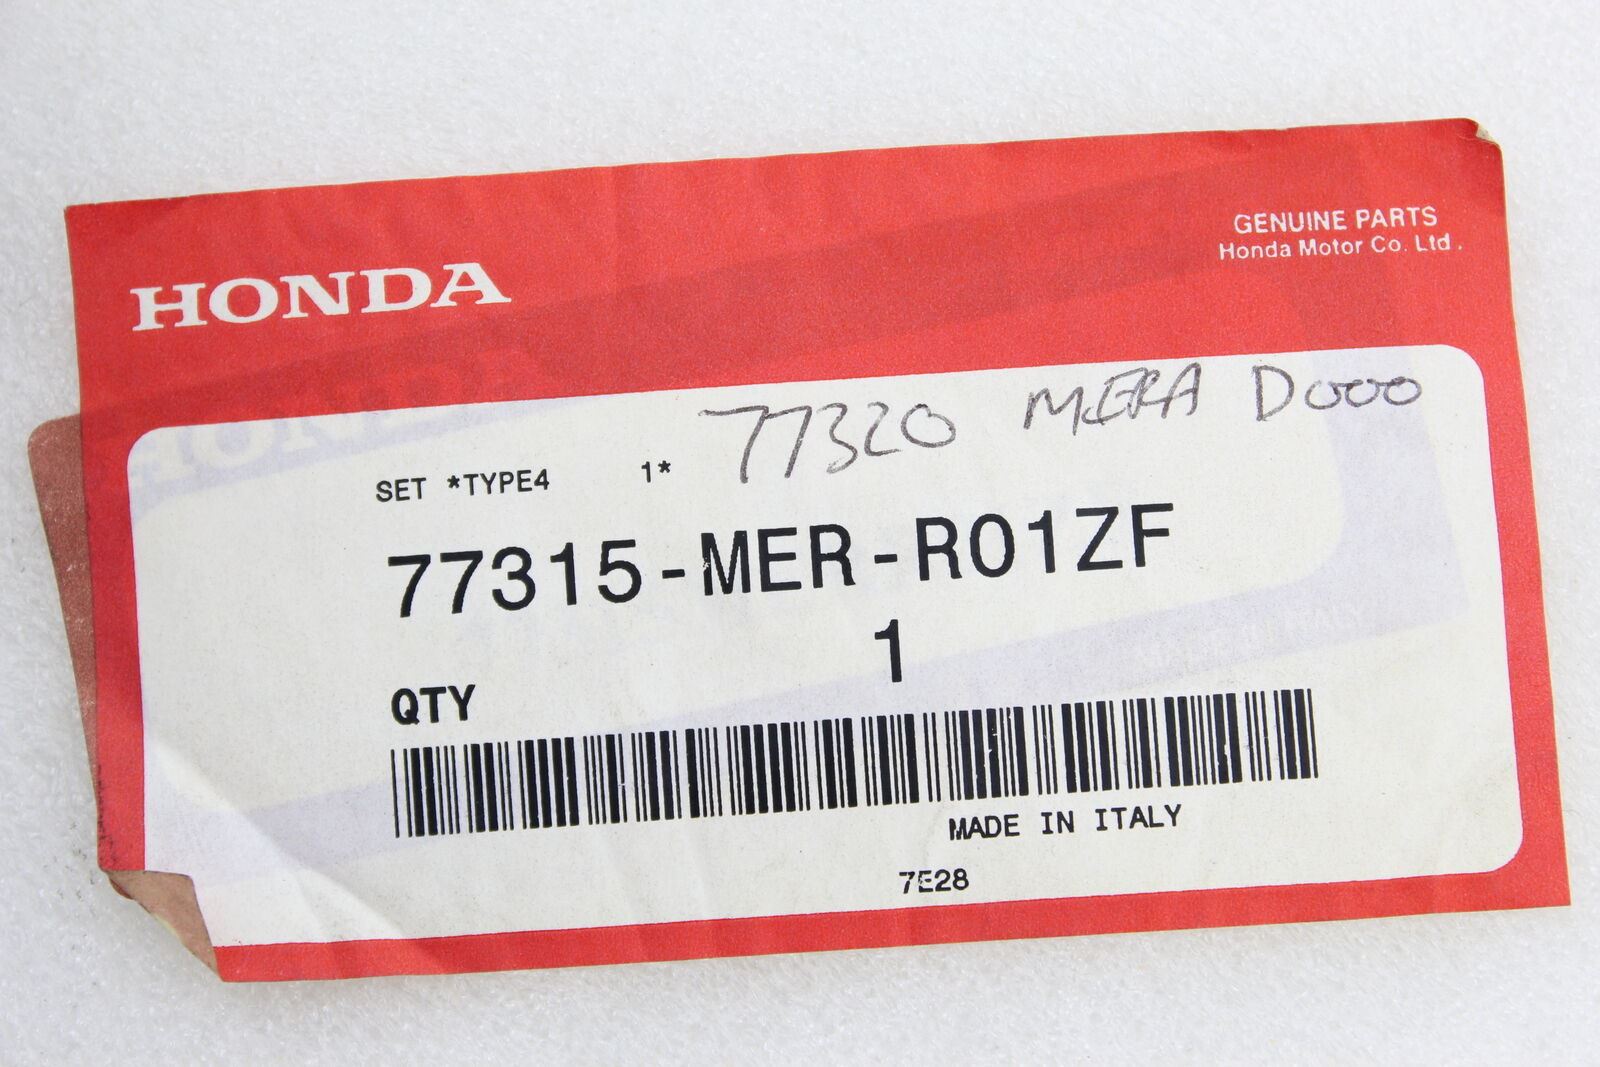 GENUINE PARTS
Honda Motor Co. Ltd.
HONDA
77320 MERA D000
SET *TYPE4 1*
77315-MER-R01ZF
1
QTY
MADE IN ITALY
7E28